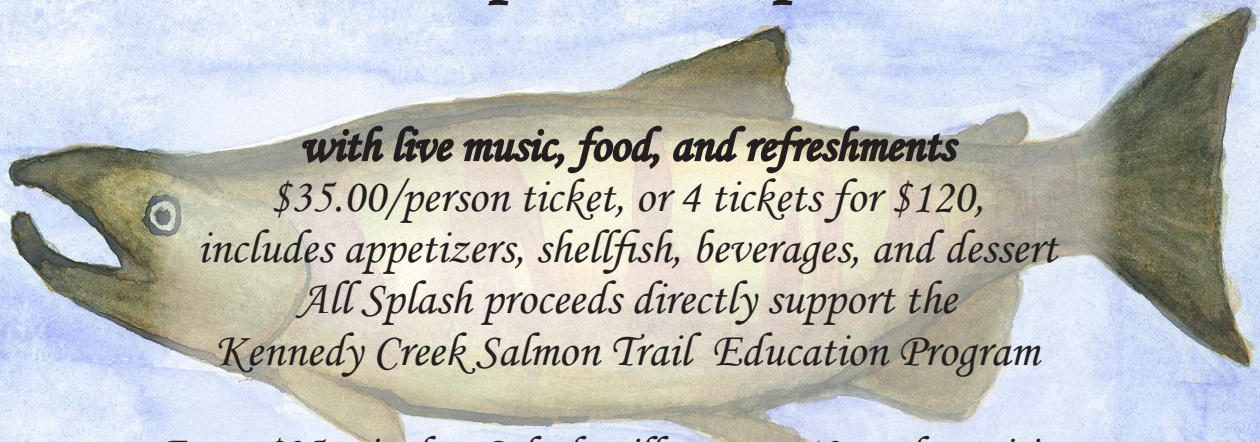 with live music, food, and refreshments
$35.00/person ticket, or 4 tickets for $120,
includes appetizers, shellfish, beverages, and dessert
All Splash proceeds directly support the
Kennedy Creek Salmon Trail Education Program